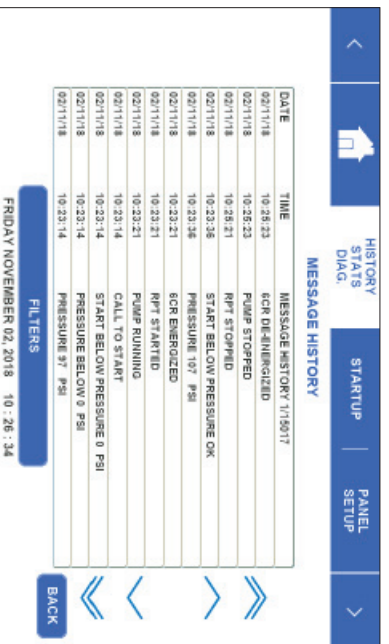 HISTORY
STATS
DIAG.
STARTUP
PANEL
SETUP
MESSAGE HISTORY
DATE TIME MESSAGE HISTORY 1/15017
02/11/18 10:25:23 6CR DE-ENERGIZED
02/11/18 10:25:23 PUMP STOPPED
02/11/18 10:25:21 RPT STOPPED
02/11/18 10:23:36 START BELOW PRESSURE OK
02/11/18 10:23:36 PRESSURE 107 PSI
02/11/18 10:23:21 6CR ENERGIZED
02/11/18 10:23:21 RPT STARTED
02/11/18 10:23:21 PUMP RUNNING
02/11/18 10:23:14 CALL TO START
02/11/18 10:23:14 START BELOW PRESSURE 0 PSI
02/11/18 10:23:14 PRESSURE BELOW 0 PSI
02/11/18 10:23:14 PRESSURE 97 PSI
FILTERS
BACK
FRIDAY NOVEMBER 02, 2018 10 : 26 : 34